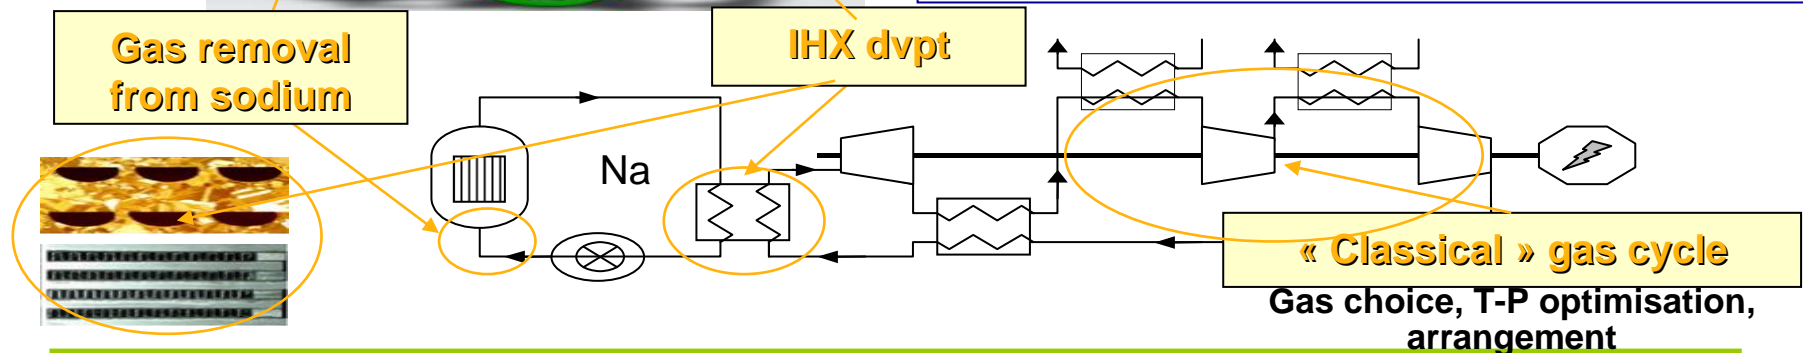 Gas removal
from sodium
IHX dvpt
Na
« Classical » gas cycle
Gas choice, T-P optimisation,
arrangement